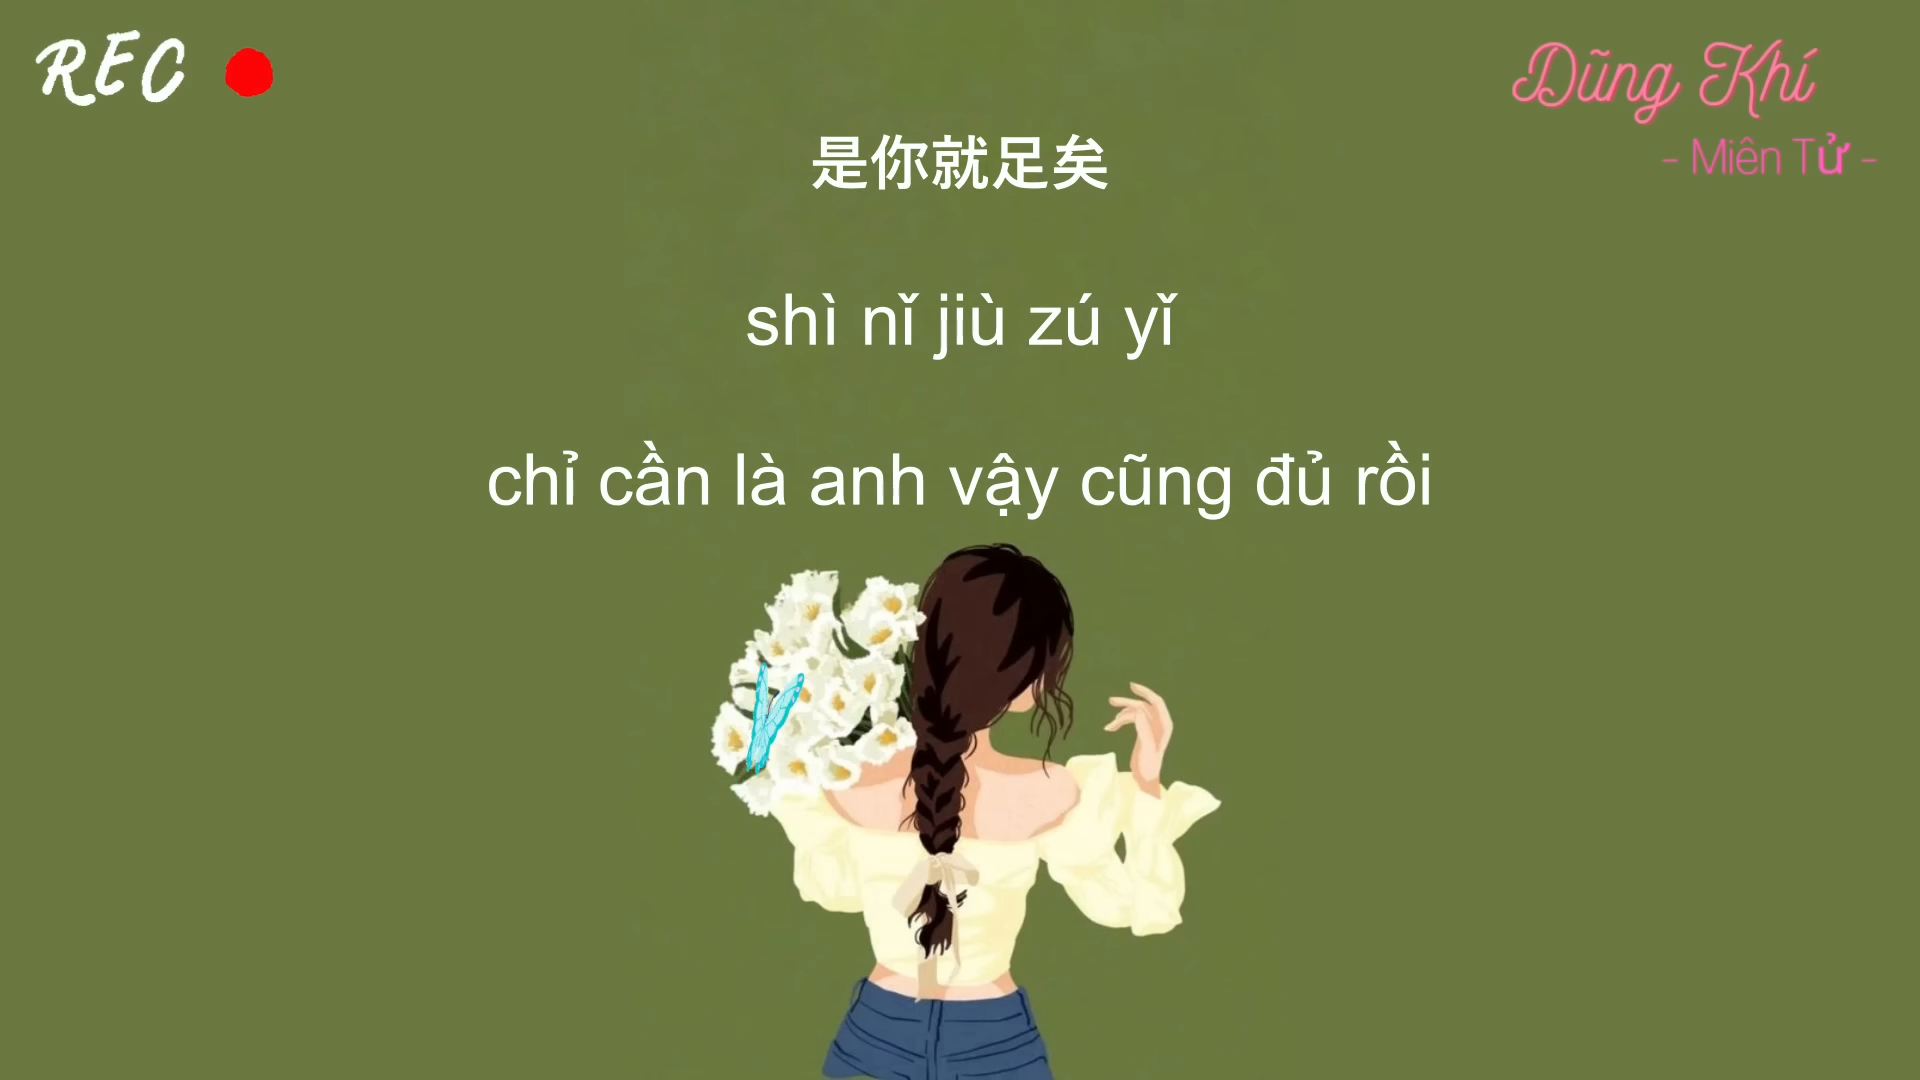 REC
Dũng Khí
- Miên Tử -
是你就足矣
shì nǐ jiù zú yǐ
chỉ cần là anh vậy cũng đủ rồi